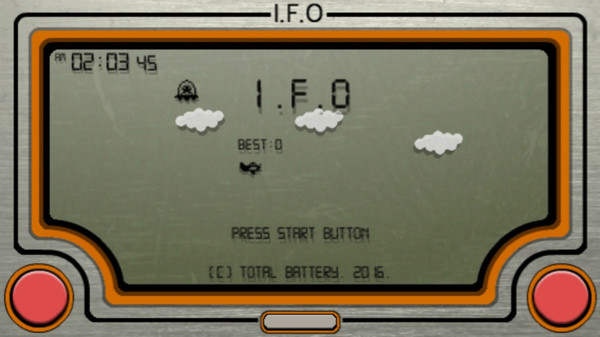 I.F.O
AM 02:03 45
I.F.O
BEST:0
PRESS START BUTTON
(C) TOTAL BATTERY. 2016.